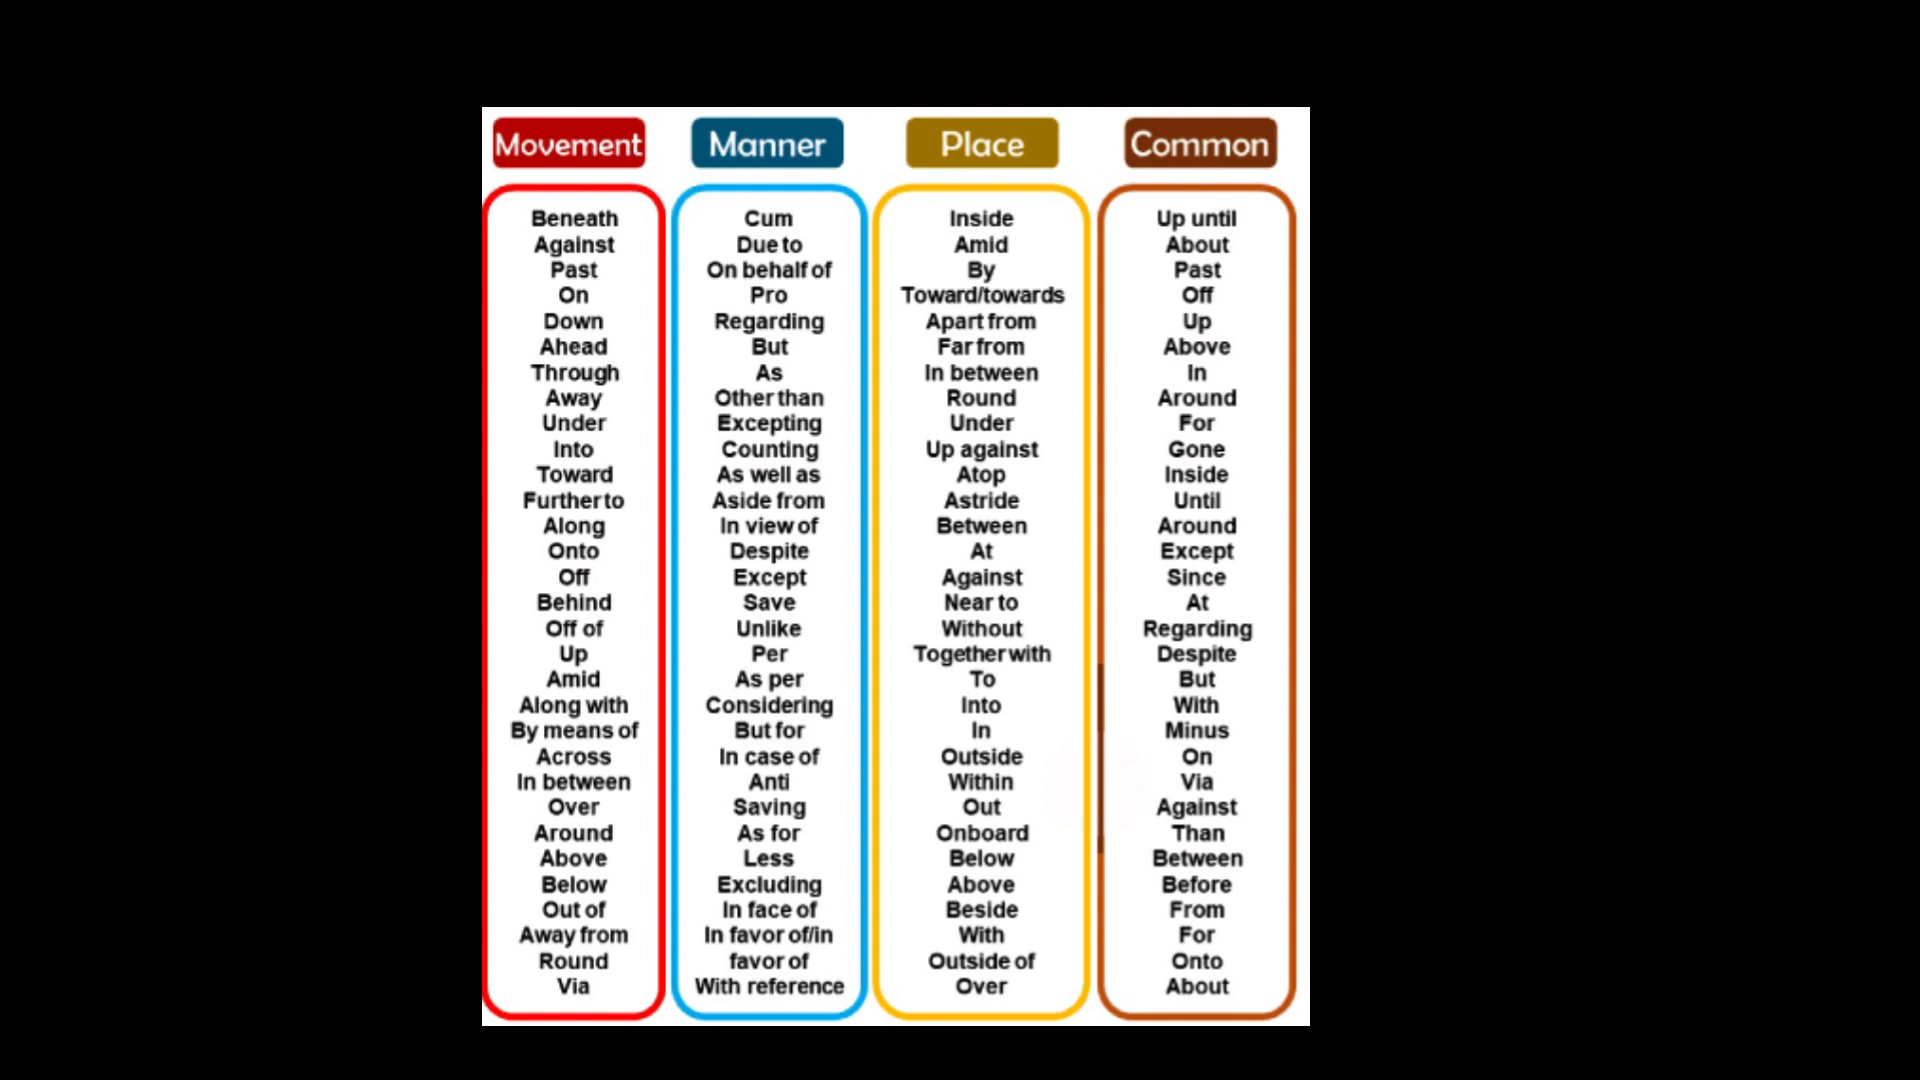 Movement
Beneath
Against
Past
On
Down
Ahead
Through
Away
Under
Into
Toward
Further to
Along
Onto
Off
Behind
Off of
Up
Amid
Along with
By means of
Across
In between
Over
Around
Above
Below
Out of
Away from
Round
Via
Manner
Cum
Due to
On behalf of
Pro
Regarding
But
As
Other than
Excepting
Counting
As well as
Aside from
In view of
Despite
Except
Save
Unlike
Per
As per
Considering
But for
In case of
Anti
Saving
As for
Less
Excluding
In face of
In favor of/in
favor of
With reference
Place
Inside
Amid
By
Toward/towards
Apart from
Far from
In between
Round
Under
Up against
Atop
Astride
Between
At
Against
Near to
Without
Together with
To
Into
In
Outside
Within
Out
Onboard
Below
Above
Beside
With
Outside of
Over
Common
Up until
About
Past
Off
Up
Above
In
Around
For
Gone
Inside
Until
Around
Except
Since
At
Regarding
Despite
But
With
Minus
On
Via
Against
Than
Between
Before
From
For
Onto
About